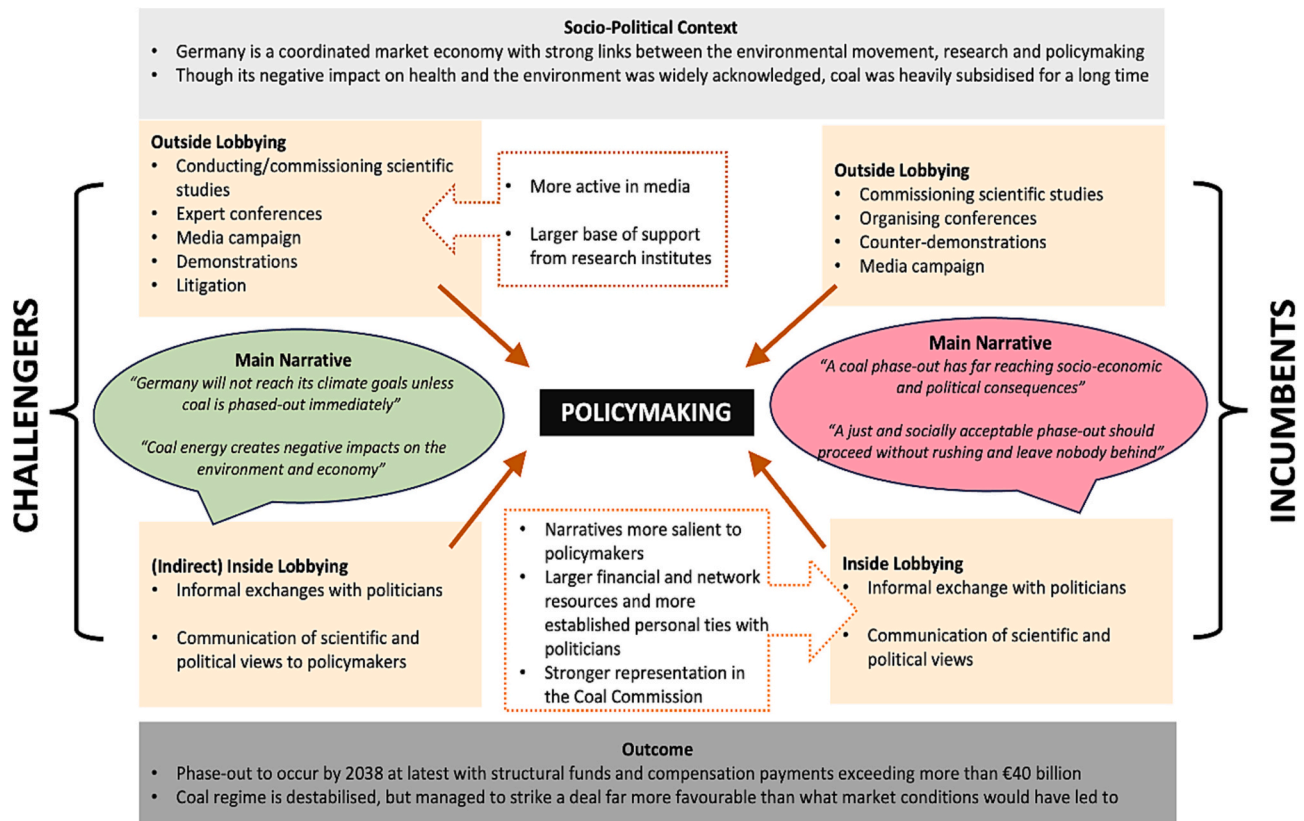 Socio-Political Context
• Germany is a coordinated market economy with strong links between the environmental movement, research and policymaking
• Though its negative impact on health and the environment was widely acknowledged, coal was heavily subsidised for a long time
CHALLENGERS
Outside Lobbying
• Conducting/commissioning scientific
studies
• Expert conferences
• Media campaign
• Demonstrations
• Litigation
• More active in media
• Larger base of support
from research institutes
Outside Lobbying
• Commissioning scientific studies
• Organising conferences
• Counter-demonstrations
• Media campaign
INCUMBENTS
Main Narrative
“Germany will not reach its climate goals unless
coal is phased-out immediately”
“Coal energy creates negative impacts on the
environment and economy”
POLICYMAKING
Main Narrative
“A coal phase-out has far reaching socio-economic
and political consequences”
“A just and socially acceptable phase-out should
proceed without rushing and leave nobody behind”
(Indirect) Inside Lobbying
• Informal exchanges with politicians
• Communication of scientific and
political views to policymakers
• Narratives more salient to
policymakers
• Larger financial and network
resources and more
established personal ties with
politicians
• Stronger representation in
the Coal Commission
Inside Lobbying
• Informal exchange with politicians
• Communication of scientific and
political views
Outcome
• Phase-out to occur by 2038 at latest with structural funds and compensation payments exceeding more than €40 billion
• Coal regime is destabilised, but managed to strike a deal far more favourable than what market conditions would have led to